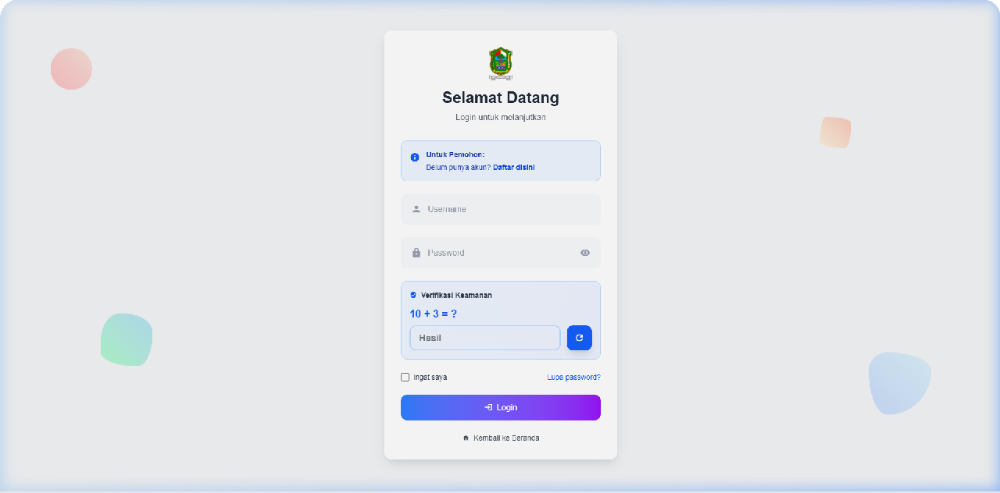 Selamat Datang
Login untuk melanjutkan
Untuk Pemohon:
Belum punya akun? Daftar disini
Username
Password
Verifikasi Keamanan
10 + 3 = ?
Hasil
Ingat saya
Lupa password?
Login
Kembali ke Beranda